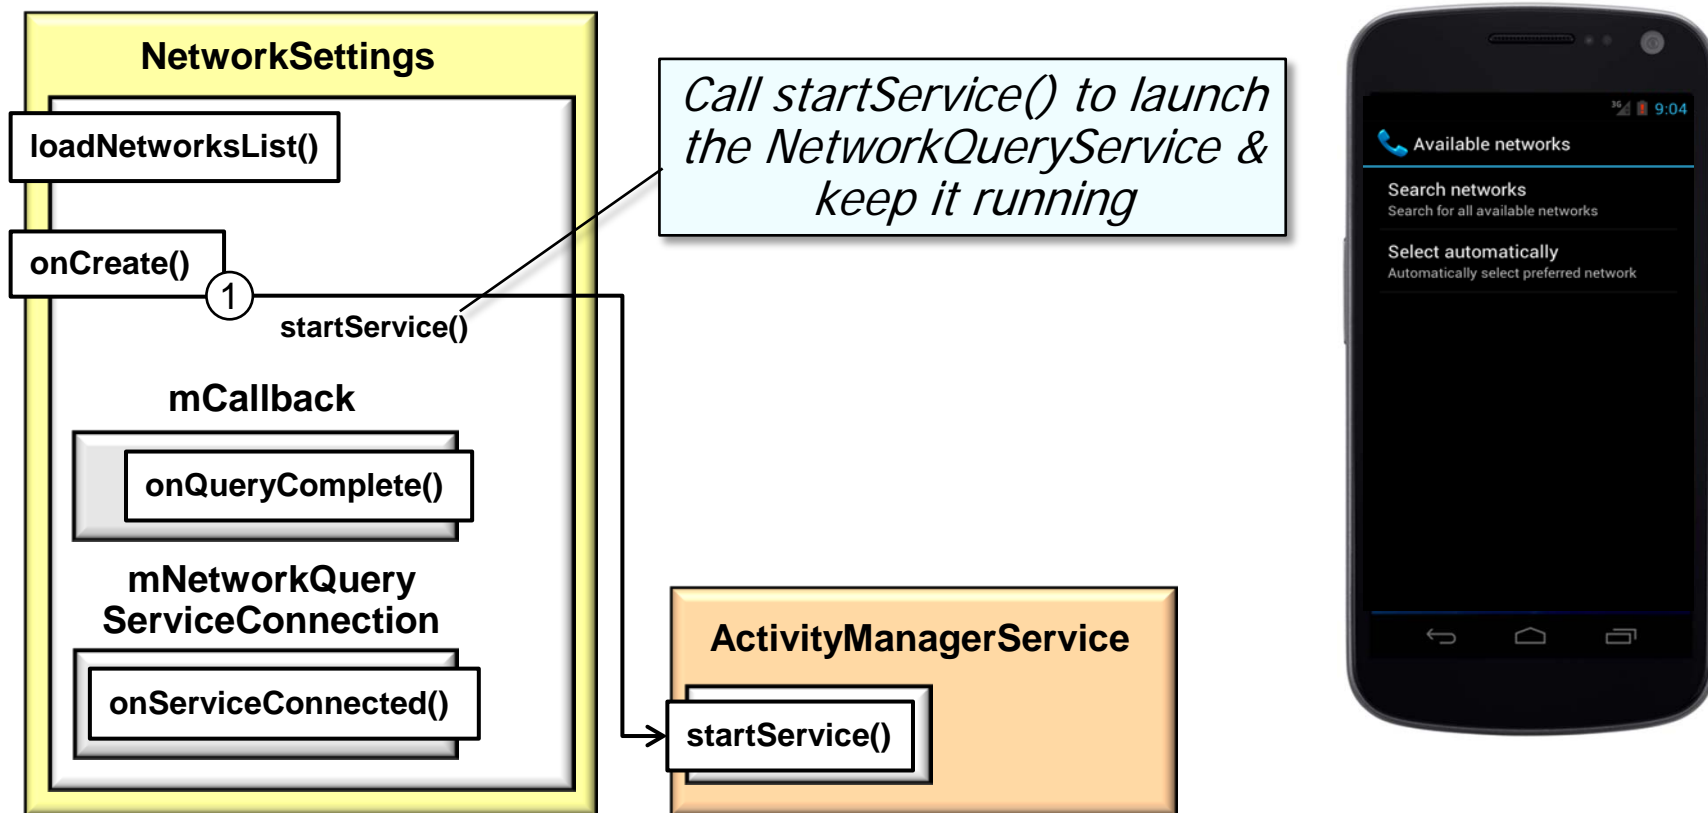 NetworkSettings
loadNetworksList()
onCreate()
1
startService()
mCallback
onQueryComplete()
mNetworkQuery
ServiceConnection
onServiceConnected()
Call startService() to launch
the NetworkQueryService &
keep it running
ActivityManagerService
startService()
3G 9:04
Available networks
Search networks
Search for all available networks
Select automatically
Automatically select preferred network